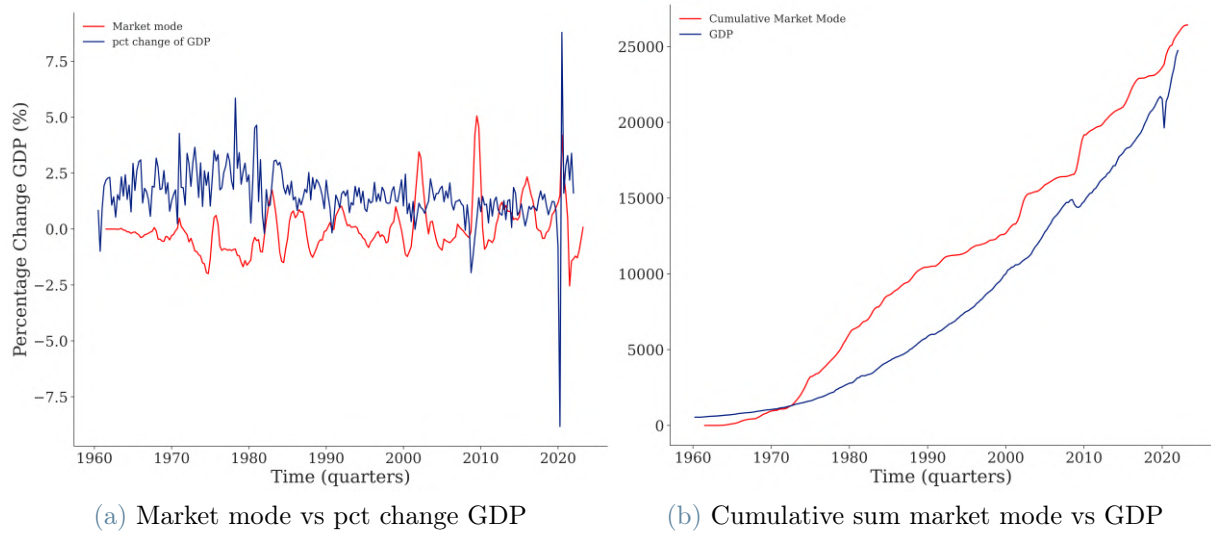 Market mode
pct change of GDP
Percentage Change GDP (%)
7.5
5.0
2.5
0.0
−2.5
−5.0
−7.5
1960 1970 1980 1990 2000 2010 2020
Time (quarters)
(a) Market mode vs pct change GDP
Cumulative Market Mode
GDP
25000
20000
15000
10000
5000
0
1960 1970 1980 1990 2000 2010 2020
Time (quarters)
(b) Cumulative sum market mode vs GDP